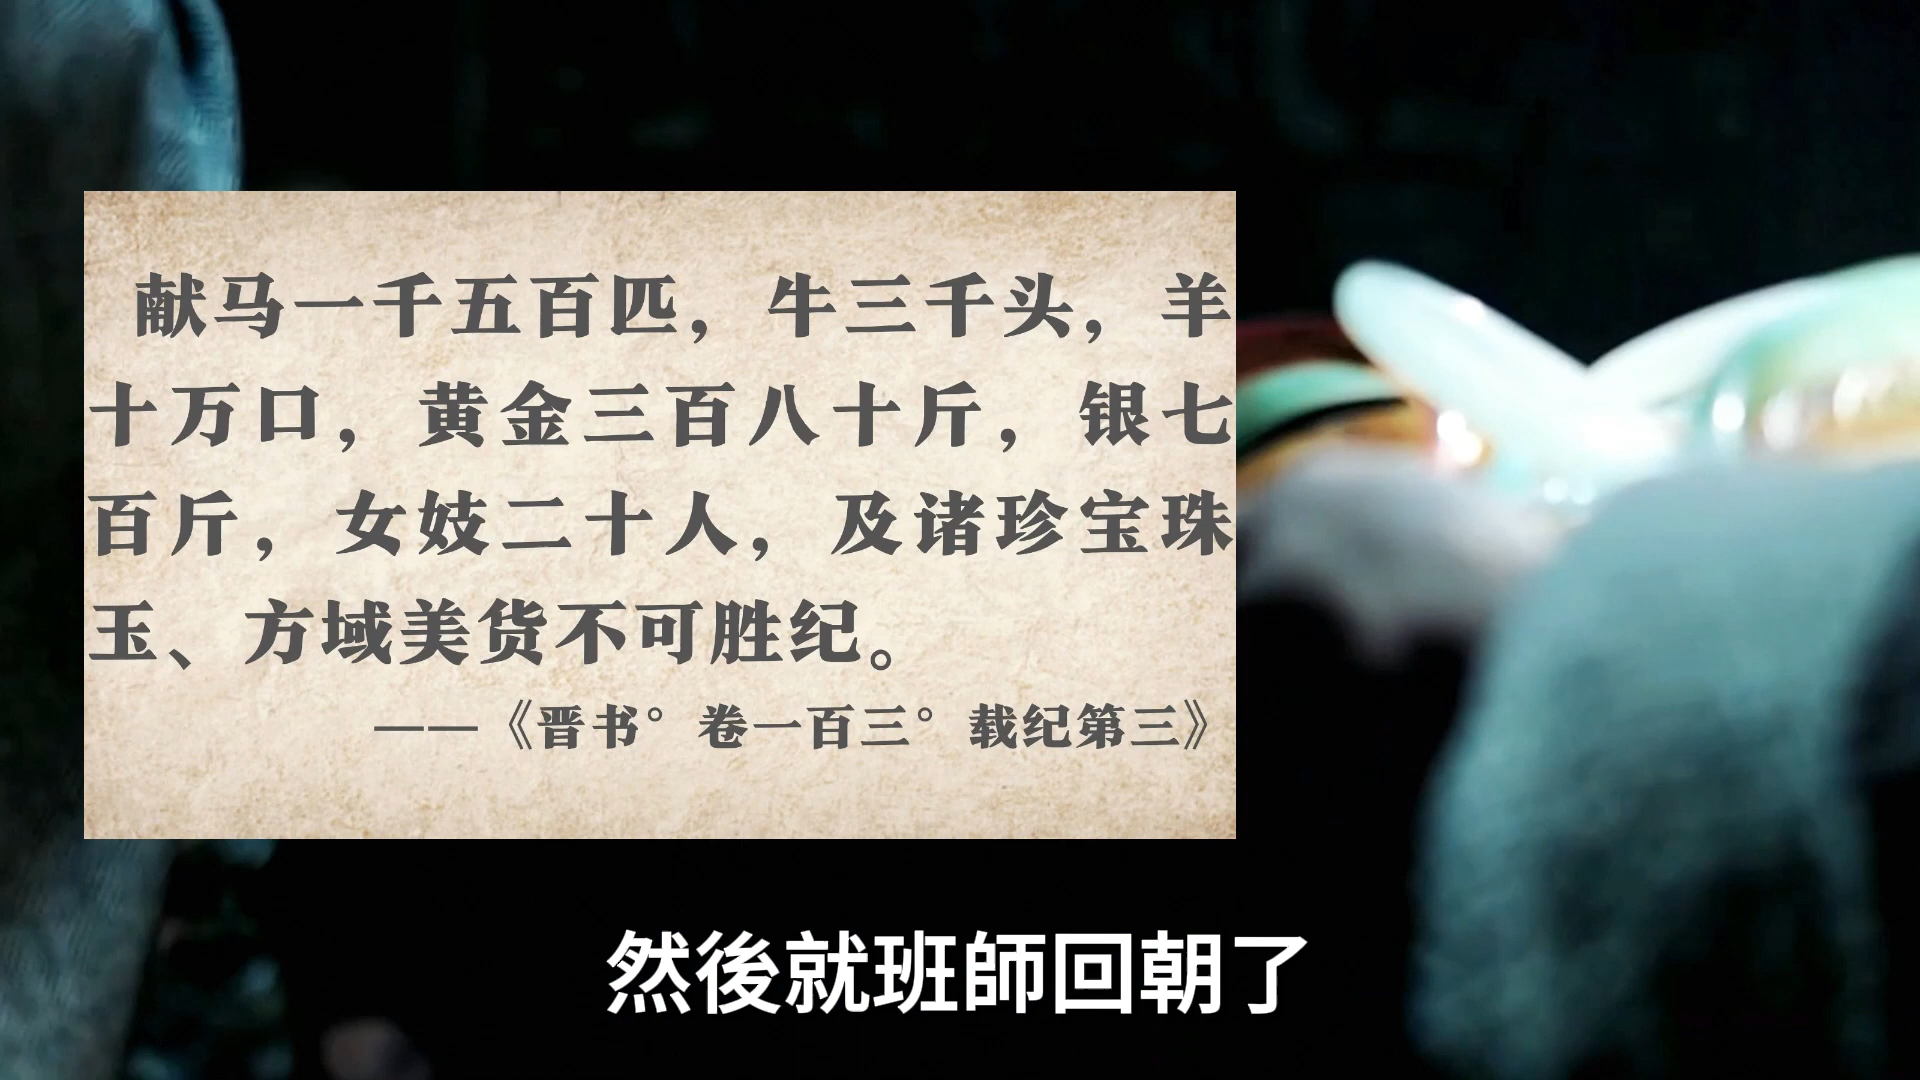 献马一千五百匹，牛三千头，羊
十万口，黄金三百八十斤，银七
百斤，女妓二十人，及诸珍宝珠
玉、方域美货不可胜纪。
——《晋书°卷一百三°载纪第三》
然後就班師回朝了